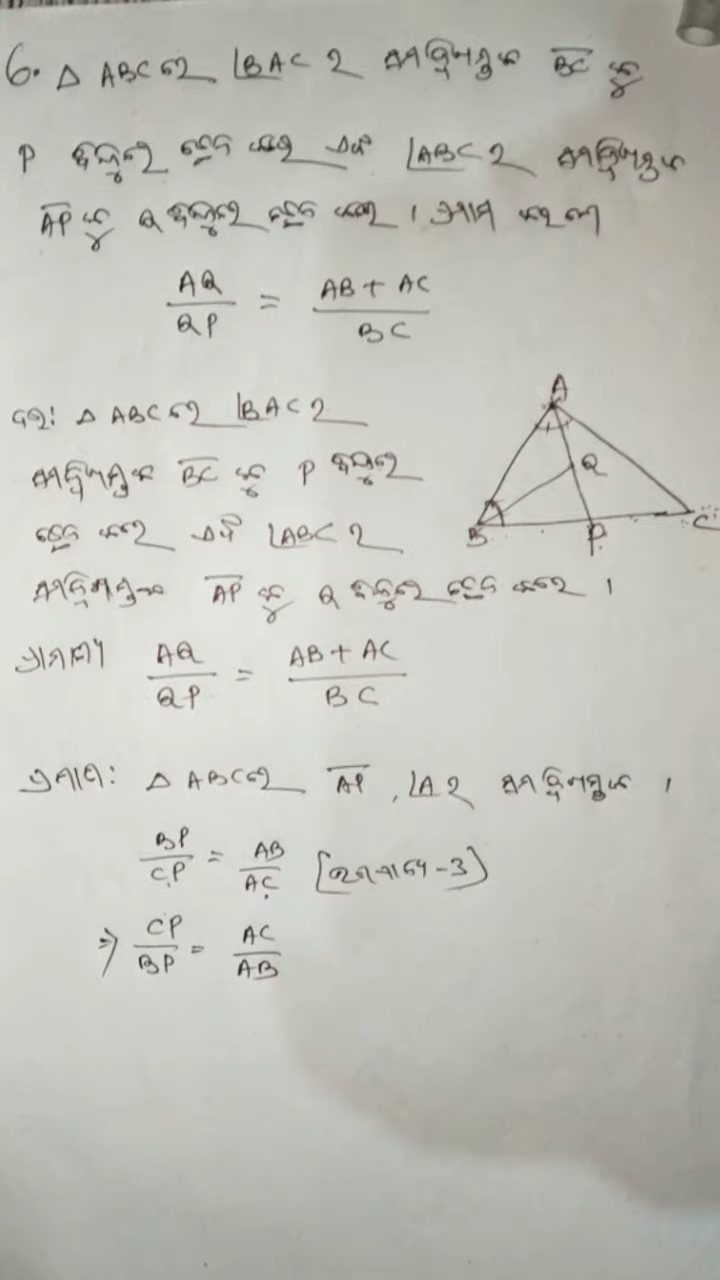 6. Δ ABC ରେ ∠BAC ର ସମଦ୍ୱିଖଣ୍ଡକ BC କୁ
P ବିନ୍ଦୁରେ ଛେଦ କରେ ଏବଂ ∠ABC ର ସମଦ୍ୱିଖଣ୍ଡକ
AP କୁ Q ବିନ୍ଦୁରେ ଛେଦ କରେ ।
AQ/QP = AB + AC/BC
ଦତ୍ତ: Δ ABC ରେ ∠BAC ର
ସମଦ୍ୱିଖଣ୍ଡକ BC କୁ P ବିନ୍ଦୁରେ
ଛେଦ କରେ ଏବଂ ∠ABC ର
ସମଦ୍ୱିଖଣ୍ଡକ AP କୁ Q ବିନ୍ଦୁରେ ଛେଦ କରେ ।
A
Q
B P C
ପ୍ରାମାଣ୍ୟ AQ/QP = AB + AC/BC
ପ୍ରମାଣ: Δ ABC ରେ AP, ∠A ର ସମଦ୍ୱିଖଣ୍ଡକ ।
BP/CP = AB/AC [ଉପପାଦ୍ୟ-3]
⇒ CP/BP = AC/AB